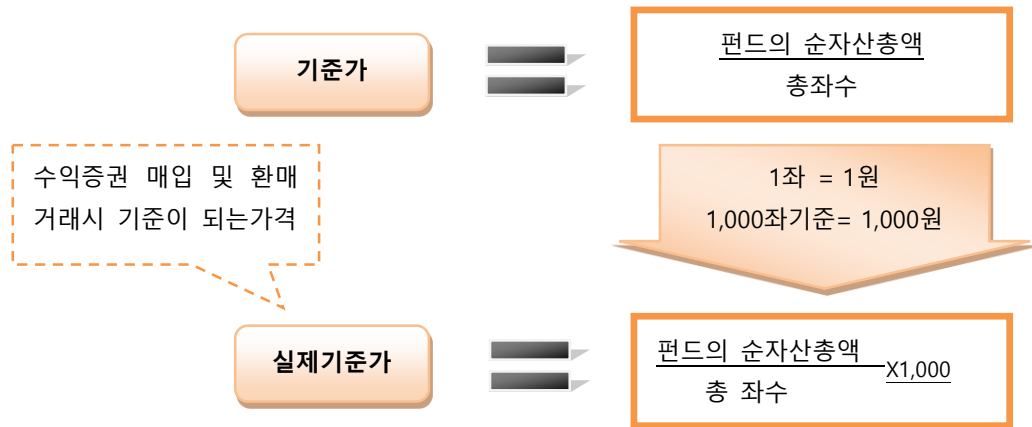 기준가
펀드의 순자산총액
총좌수
수익증권 매입 및 환매
거래시 기준이 되는가격
1좌 = 1원
1,000좌기준= 1,000원
실제기준가
펀드의 순자산총액
X1,000
총 좌수